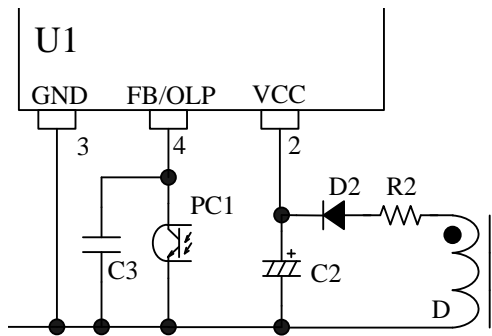 U1
GND FB/OLP VCC
3 4 2
D2 R2
PC1
C3 C2
D